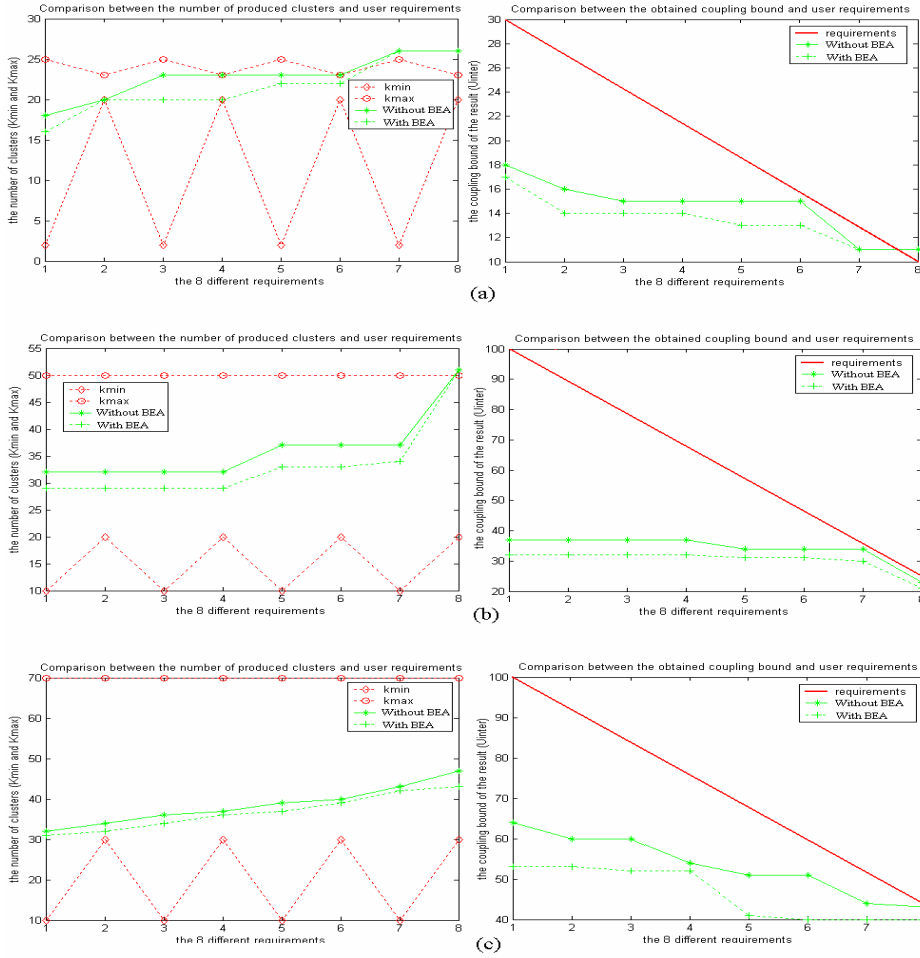 Comparison between the number of produced clusters and user requirements
the number of clusters (Kmin and Kmax)
30
25
20
15
10
5
0
kmin
kmax
Without BEA
With BEA
1 2 3 4 5 6 7 8
the 8 different requirements
Comparison between the obtained coupling bound and user requirements
the coupling bound of the result (Uinter)
30
28
26
24
22
20
18
16
14
12
10
requirements
Without BEA
With BEA
1 2 3 4 5 6 7 8
the 8 different requirements
(a)
Comparison between the number of produced clusters and user requirements
the number of clusters (Kmin and Kmax)
55
50
45
40
35
30
25
20
15
10
kmin
kmax
Without BEA
With BEA
1 2 3 4 5 6 7 8
the 8 different requirements
Comparison between the obtained coupling bound and user requirements
the coupling bound of the result (Uinter)
100
90
80
70
60
50
40
30
20
requirements
Without BEA
With BEA
1 2 3 4 5 6 7 8
the 8 different requirements
(b)
Comparison between the number of produced clusters and user requirements
the number of clusters (Kmin and Kmax)
70
60
50
40
30
20
10
kmin
kmax
Without BEA
With BEA
1 2 3 4 5 6 7 8
the 8 different requirements
Comparison between the obtained coupling bound and user requirements
the coupling bound of the result (Uinter)
100
90
80
70
60
50
40
requirements
Without BEA
With BEA
1 2 3 4 5 6 7 8
the 8 different requirements
(c)